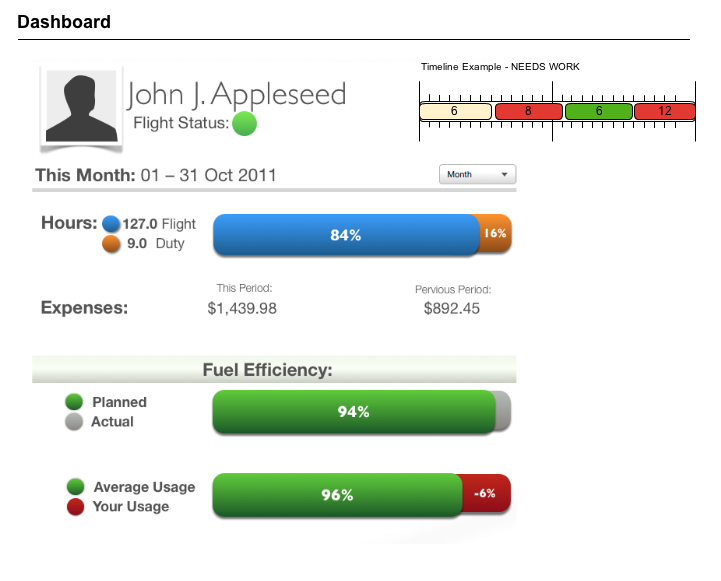 Dashboard
Timeline Example - NEEDS WORK
6 8 6 12
John J. Appleseed
Flight Status:
This Month: 01 – 31 Oct 2011
Month
Hours: 127.0 Flight
9.0 Duty
84% 16%
This Period: Pervious Period:
Expenses: $1,439.98 $892.45
Fuel Efficiency:
Planned
Actual
94%
Average Usage
Your Usage
96% -6%